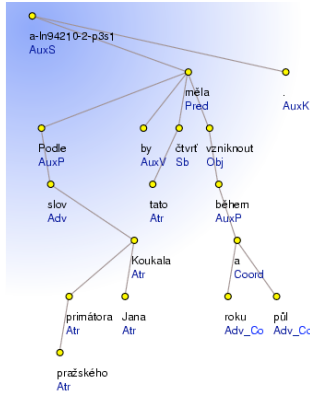 a-ln94210-2-p3s1
AuxS
měla
Pred
.
AuxK
Podle
AuxP
by
AuxV
čtvrť
Sb
vzniknout
Obj
slov
Adv
tato
Atr
během
AuxP
Koukala
Atr
a
Coord
primátora
Atr
Jana
Atr
roku
Adv_Co
půl
Adv_Co
pražského
Atr